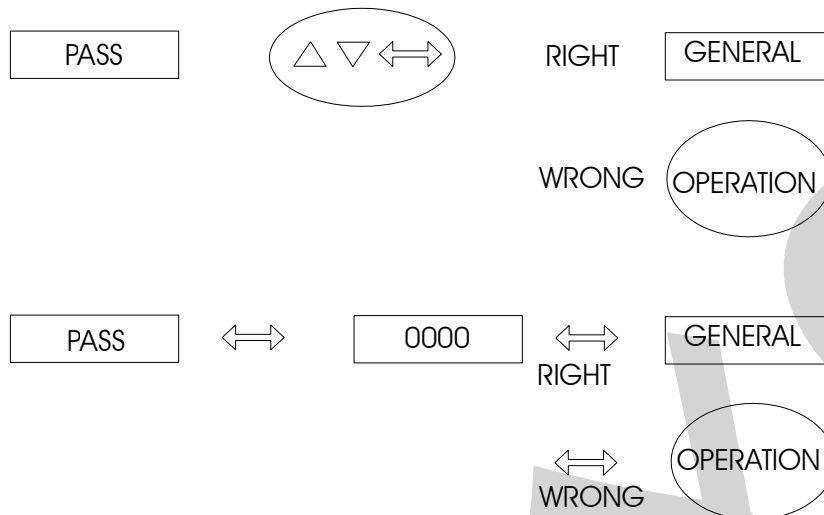 PASS RIGHT GENERAL
WRONG OPERATION
PASS 0000 GENERAL
RIGHT
OPERATION
WRONG